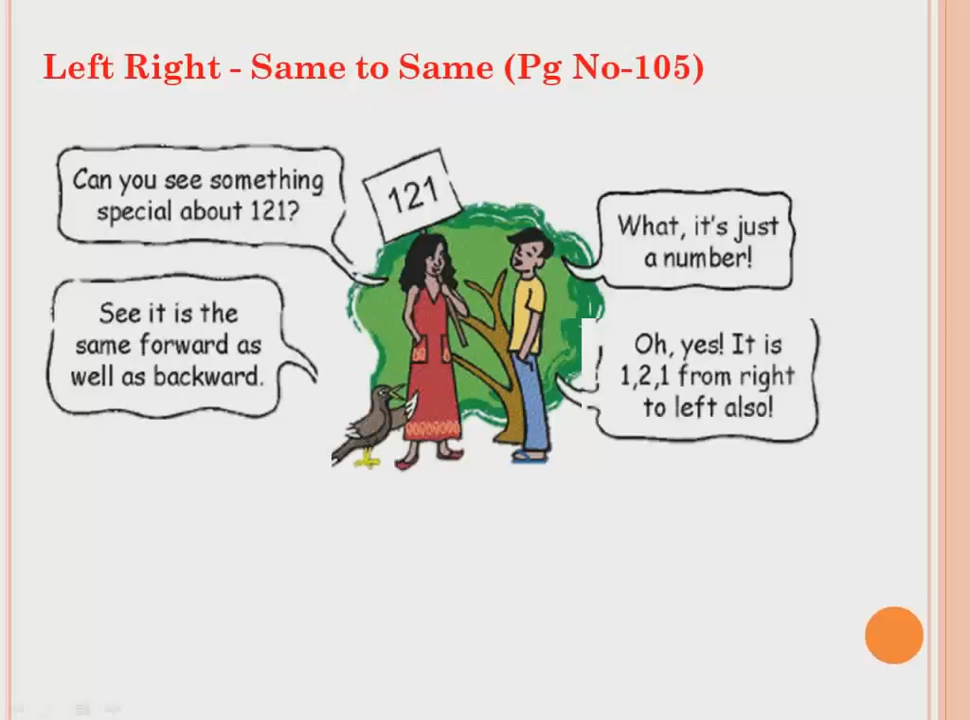 Left Right - Same to Same (Pg No-105)
Can you see something
special about 121?
121
What, it's just
a number!
See it is the
same forward as
well as backward.
Oh, yes! It is
1,2,1 from right
to left also!